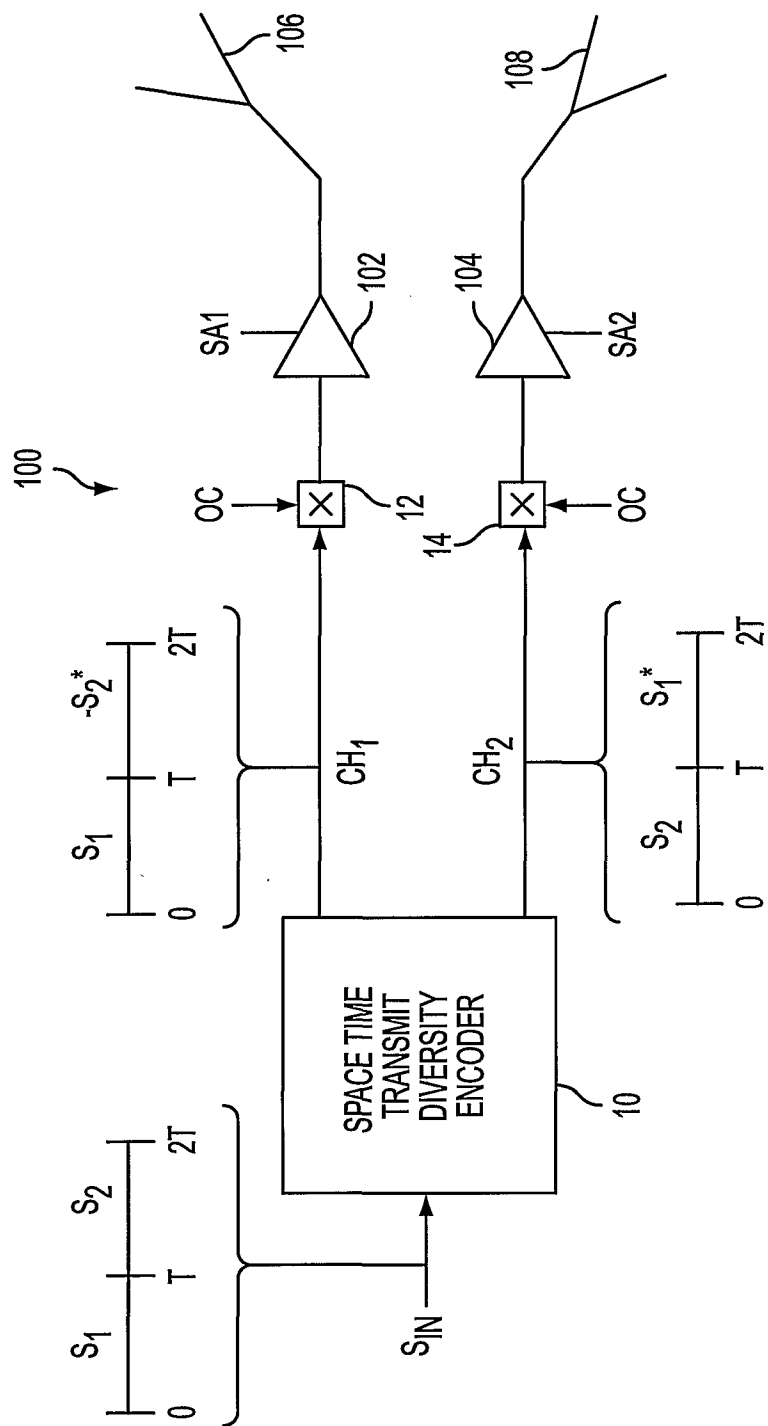 100
S1 S2
0 T 2T
SIN
SPACE TIME
TRANSMIT
DIVERSITY
ENCODER
10
S1 -S2*
0 T 2T
CH1
OC
12
SA1
102
106
CH2
14
OC
104
SA2
108
S2 S1*
0 T 2T